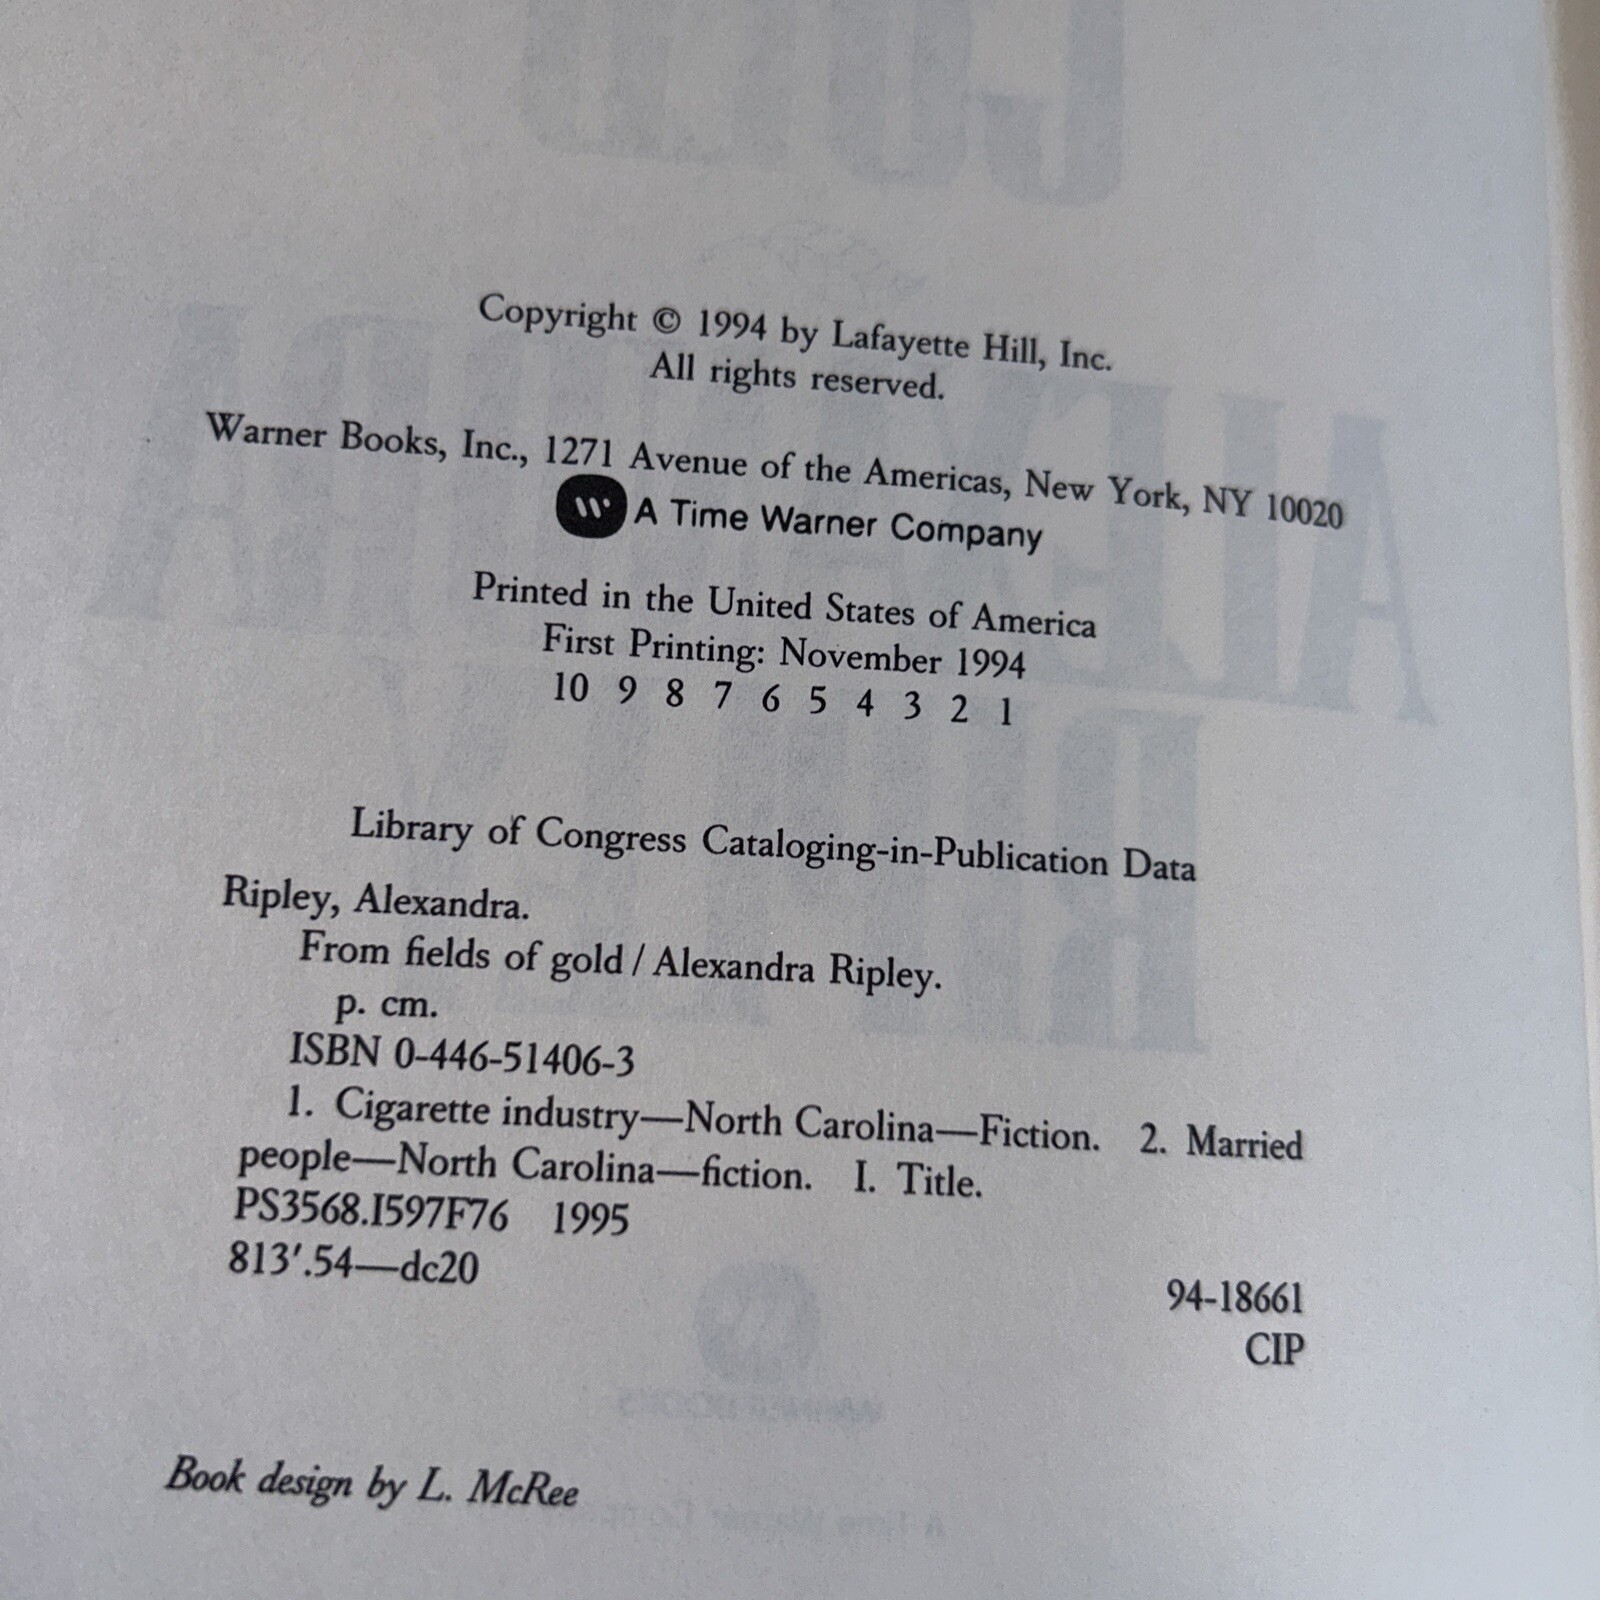 Copyright © 1994 by Lafayette Hill, Inc.
All rights reserved.
Warner Books, Inc., 1271 Avenue of the Americas, New York, NY 10020
W A Time Warner Company
Printed in the United States of America
First Printing: November 1994
10 9 8 7 6 5 4 3 2 1
Library of Congress Cataloging-in-Publication Data
Ripley, Alexandra.
From fields of gold / Alexandra Ripley.
p. cm.
ISBN 0-446-51406-3
1. Cigarette industry—North Carolina—Fiction. 2. Married
people—North Carolina—fiction. I. Title.
PS3568.I597F76 1995
813′.54—dc20
94-18661
CIP
Book design by L. McRee